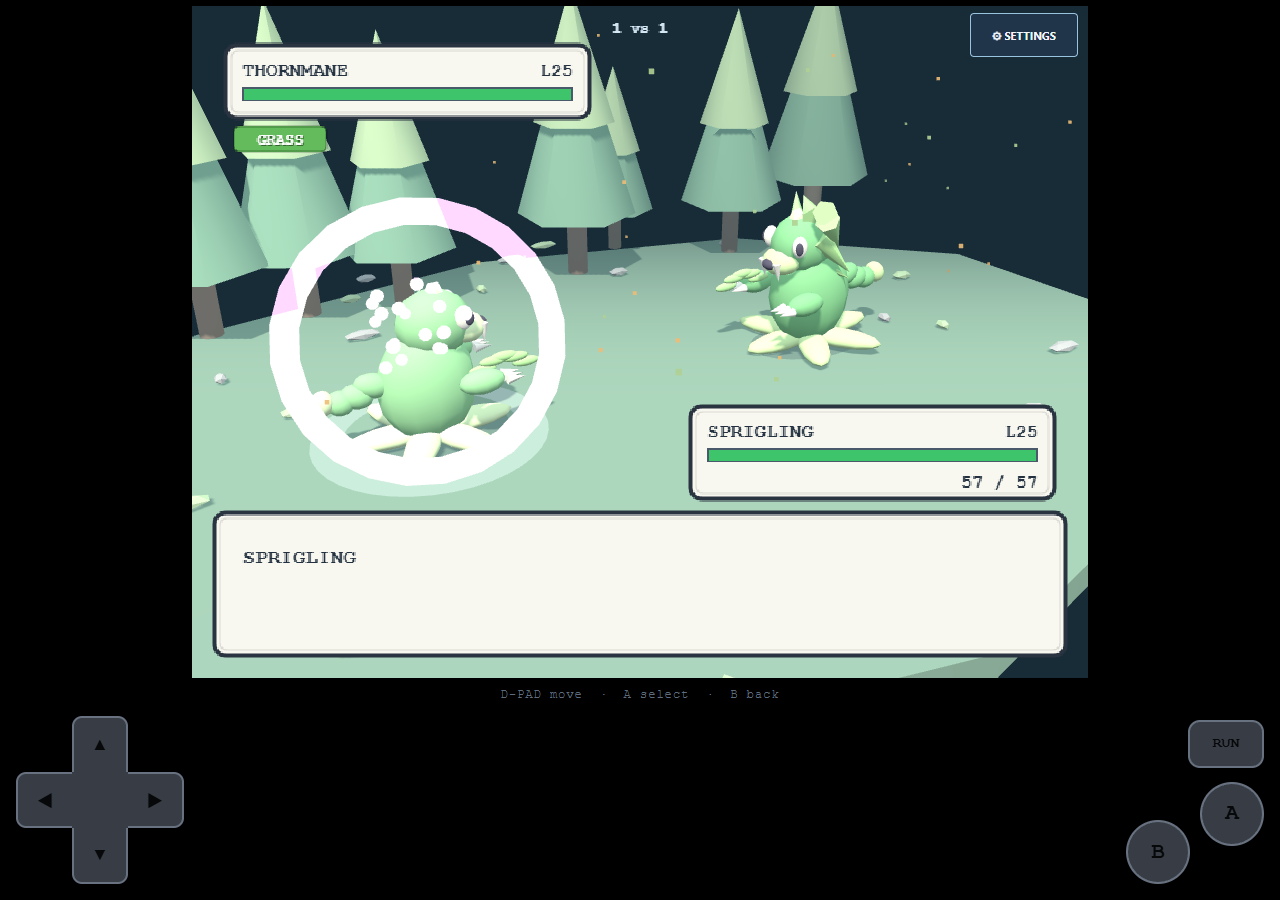 1 vs 1
⚙ SETTINGS
THORNMANE L25
GRASS
SPRIGLING L25
57 / 57
SPRIGLING
D-PAD move · A select · B back
RUN
A
B